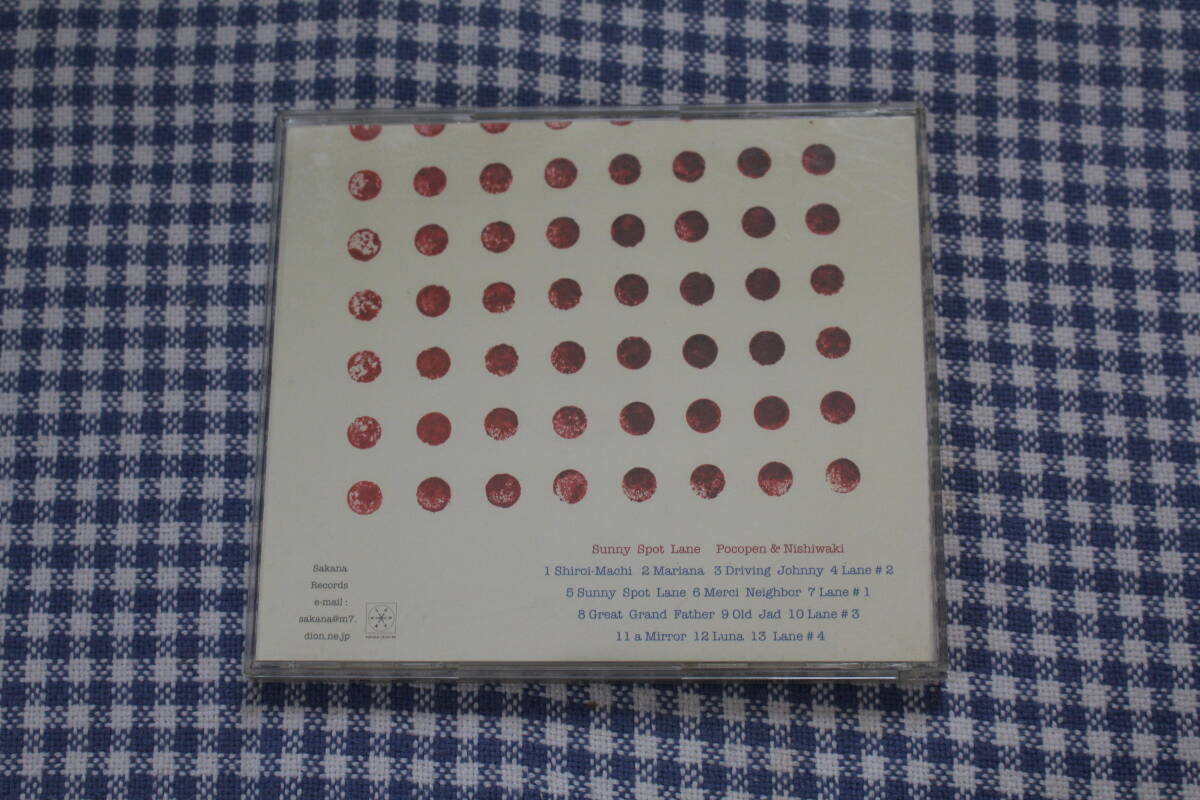 Sunny Spot Lane Pocopen & Nishiwaki
1 Shiroi-Machi 2 Mariana 3 Driving Johnny 4 Lane # 2
5 Sunny Spot Lane 6 Merci Neighbor 7 Lane # 1
8 Great Grand Father 9 Old Jad 10 Lane # 3
11 a Mirror 12 Luna 13 Lane # 4
Sakana
Records
e-mail :
sakana@m7.
dion.ne.jp